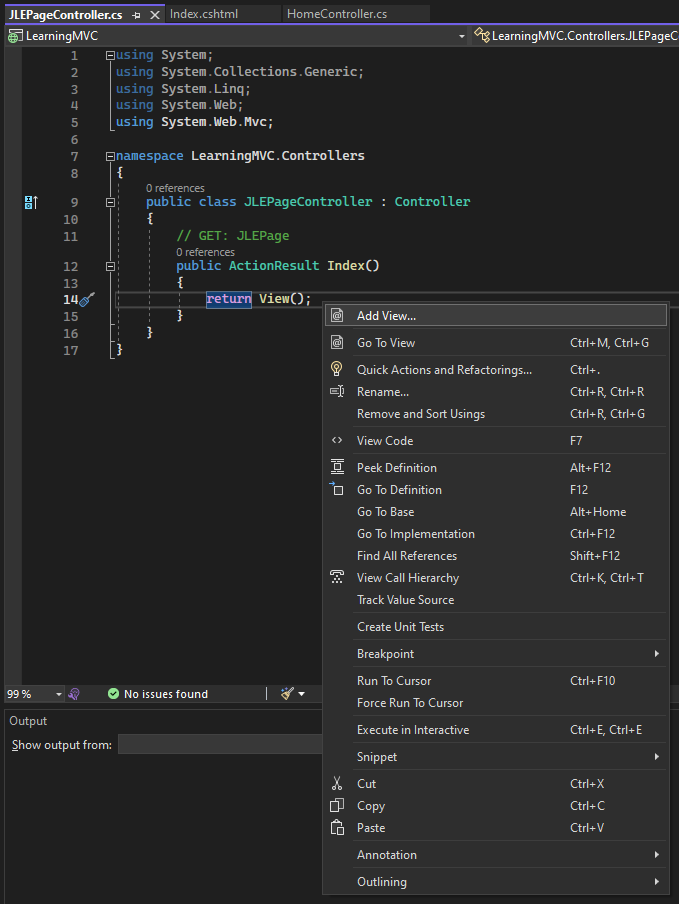 JLEPageController.cs Index.cshtml HomeController.cs
LearningMVC LearningMVC.Controllers.JLEPageC
1 using System;
2 using System.Collections.Generic;
3 using System.Linq;
4 using System.Web;
5 using System.Web.Mvc;
6
7 namespace LearningMVC.Controllers
8 {
0 references
9 public class JLEPageController : Controller
10 {
11 // GET: JLEPage
0 references
12 public ActionResult Index()
13 {
14 return View();
15 }
16 }
17 }
Add View...
Go To View Ctrl+M, Ctrl+G
Quick Actions and Refactorings... Ctrl+.
Rename... Ctrl+R, Ctrl+R
Remove and Sort Usings Ctrl+R, Ctrl+G
View Code F7
Peek Definition Alt+F12
Go To Definition F12
Go To Base Alt+Home
Go To Implementation Ctrl+F12
Find All References Shift+F12
View Call Hierarchy Ctrl+K, Ctrl+T
Track Value Source
Create Unit Tests
Breakpoint
Run To Cursor Ctrl+F10
Force Run To Cursor
Execute in Interactive Ctrl+E, Ctrl+E
Snippet
Cut Ctrl+X
Copy Ctrl+C
Paste Ctrl+V
Annotation
Outlining
99 % No issues found
Output
Show output from: